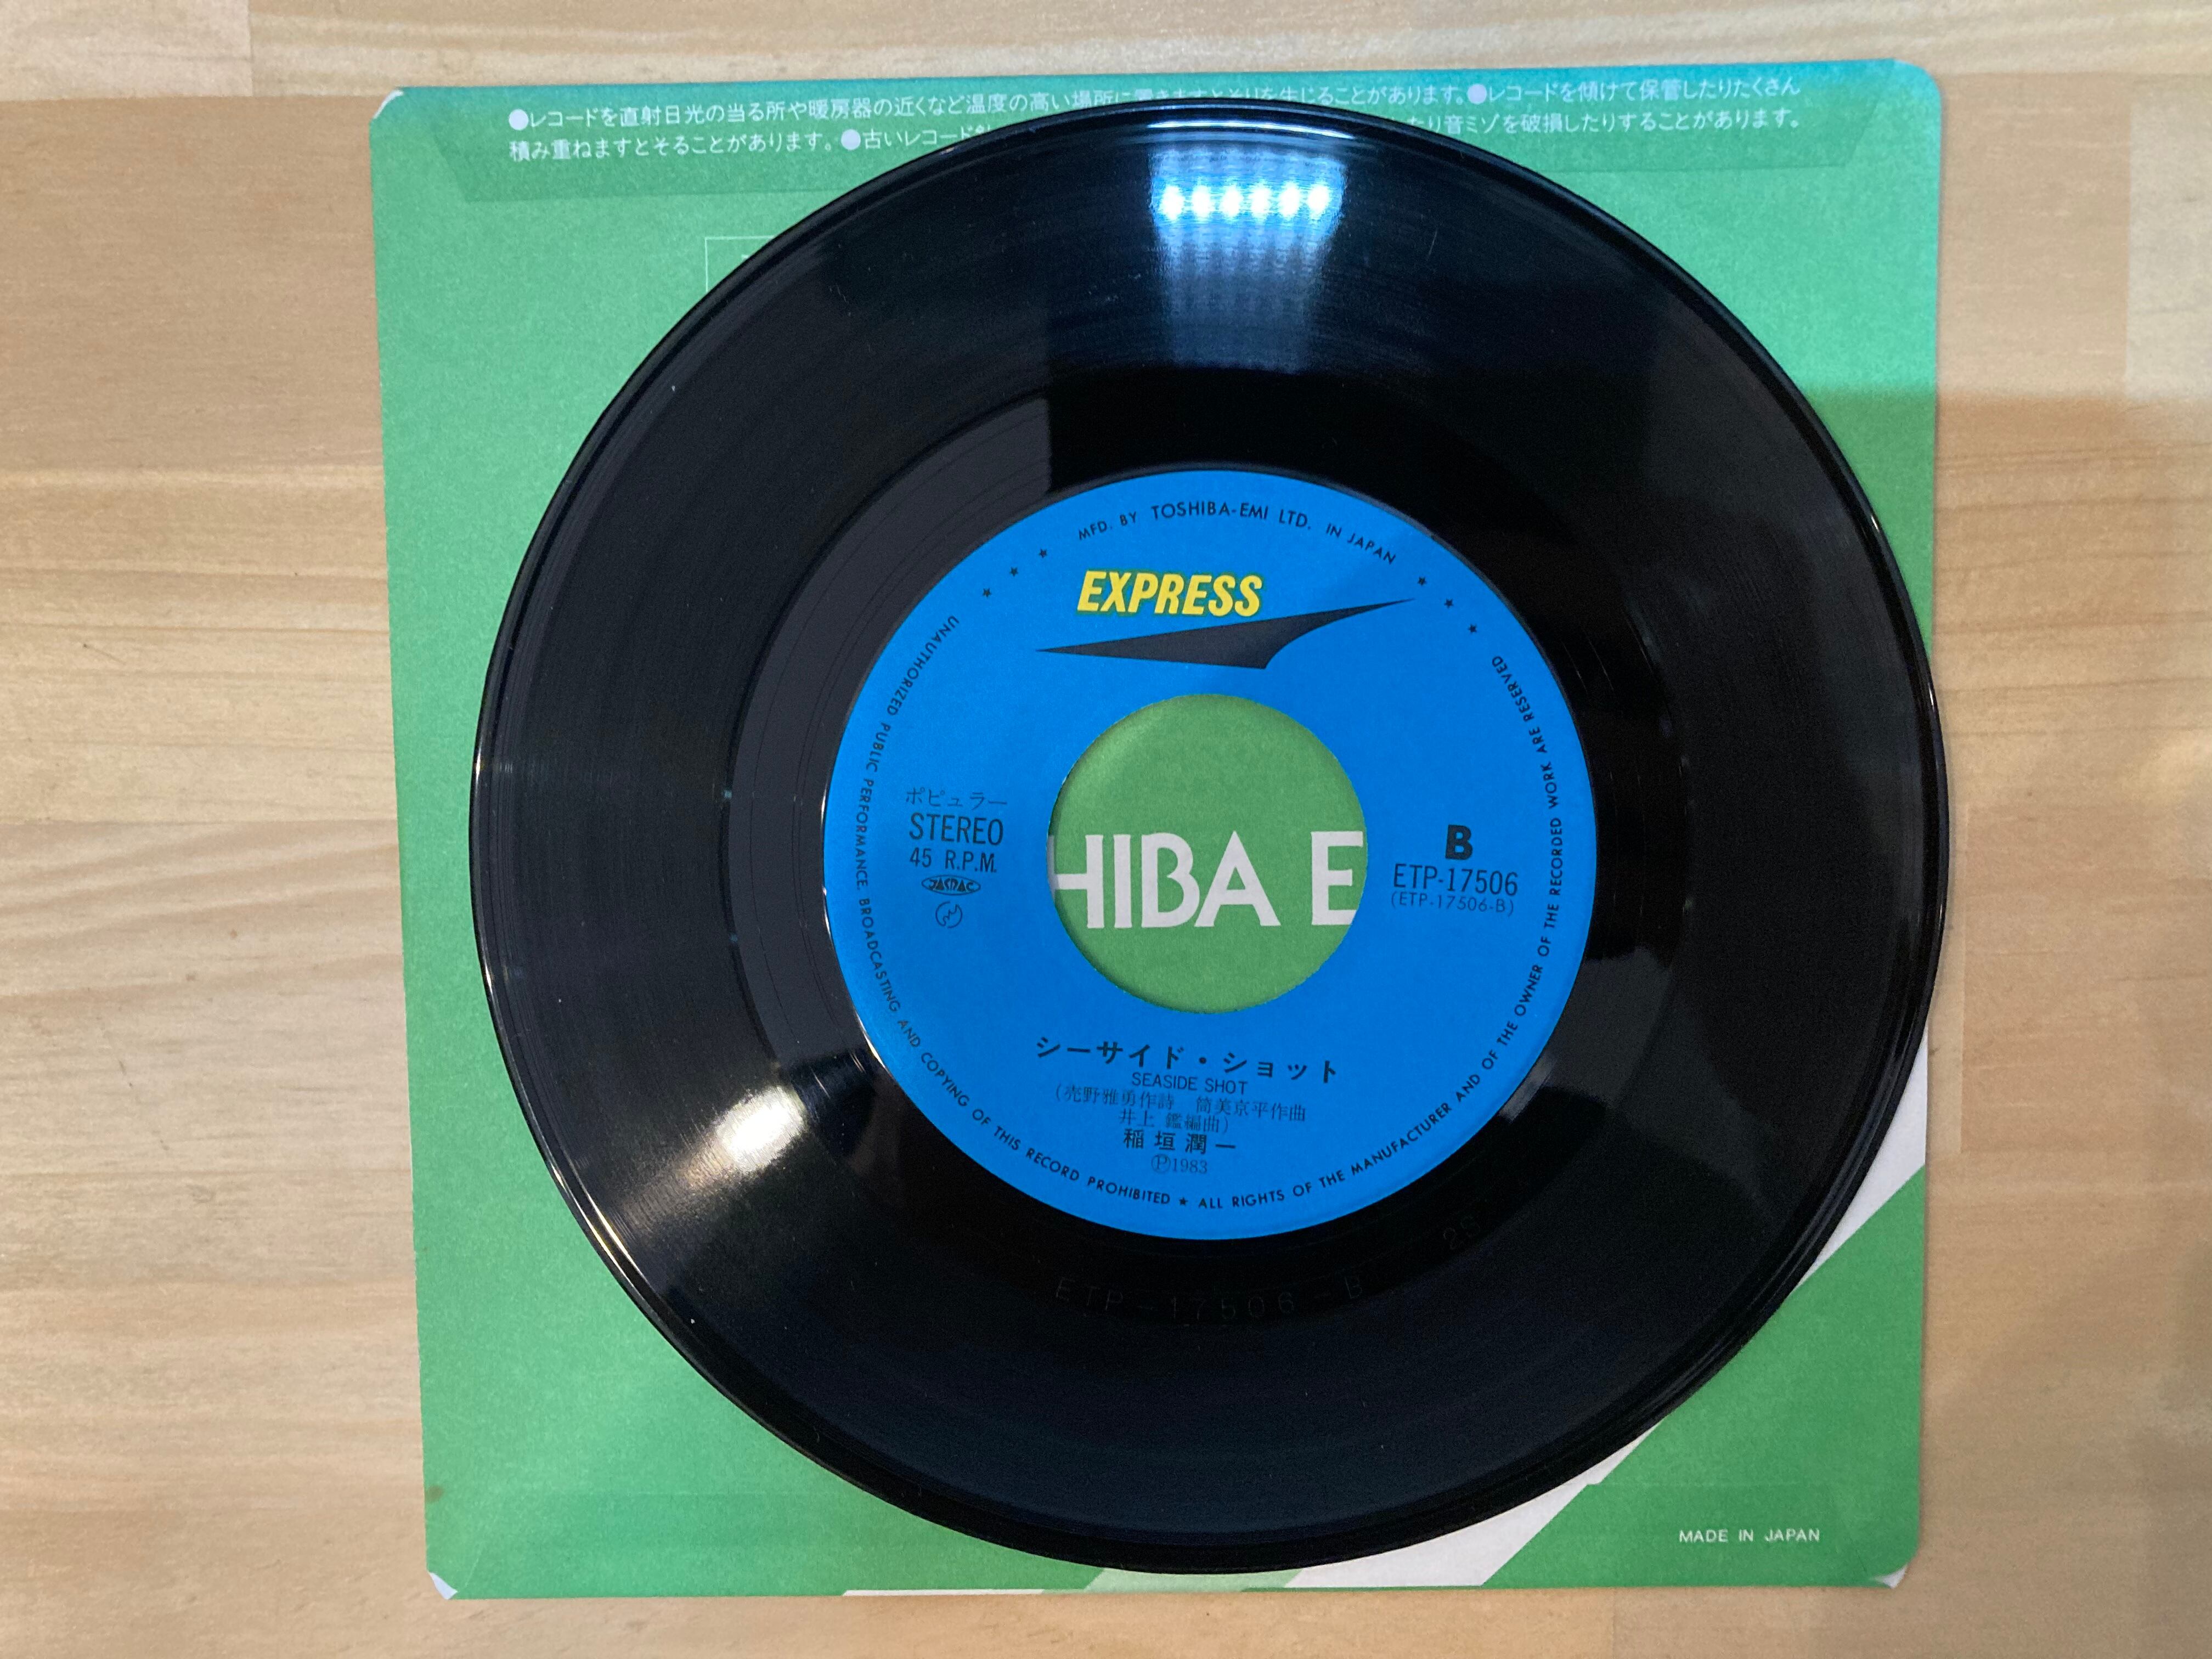 ●レコードを直射日光の当る所や暖房器の近くなど温度の高い場所に置きますとそりを生じることがあります。●レコードを傾けて保管したりたくさん
積み重ねますとそることがあります。●古いレコード たり音ミゾを破損したりすることがあります。
MFD. BY TOSHIBA-EMI LTD. IN JAPAN
EXPRESS
ポピュラー
STEREO
45 R.P.M.
JASRAC
HIBA E
B
ETP-17506
(ETP-17506-B)
シーサイド・ショット
SEASIDE SHOT
(売野雅勇作詩 筒美京平作曲
井上 鑑編曲)
稲垣潤一
Ⓟ1983
UNAUTHORIZED PUBLIC PERFORMANCE, BROADCASTING AND COPYING OF THIS RECORD PROHIBITED ★ ALL RIGHTS OF THE MANUFACTURER AND OF THE OWNER OF THE RECORDED WORK ARE RESERVED
ETP-17506-B
MADE IN JAPAN